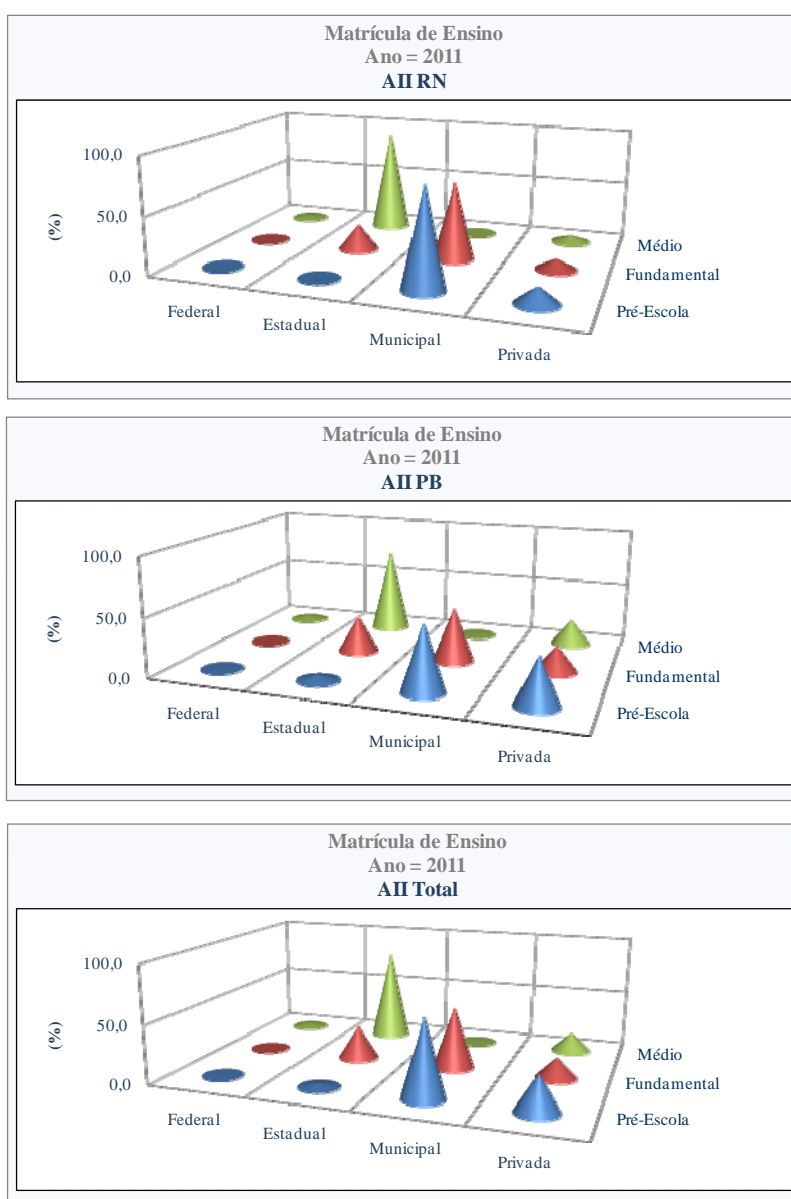 Matrícula de Ensino
Ano = 2011
AII RN
100,0
50,0
0,0
(%)
Federal
Estadual
Municipal
Privada
Médio
Fundamental
Pré-Escola
Matrícula de Ensino
Ano = 2011
AII PB
100,0
50,0
0,0
(%)
Federal
Estadual
Municipal
Privada
Médio
Fundamental
Pré-Escola
Matrícula de Ensino
Ano = 2011
AII Total
100,0
50,0
0,0
(%)
Federal
Estadual
Municipal
Privada
Médio
Fundamental
Pré-Escola